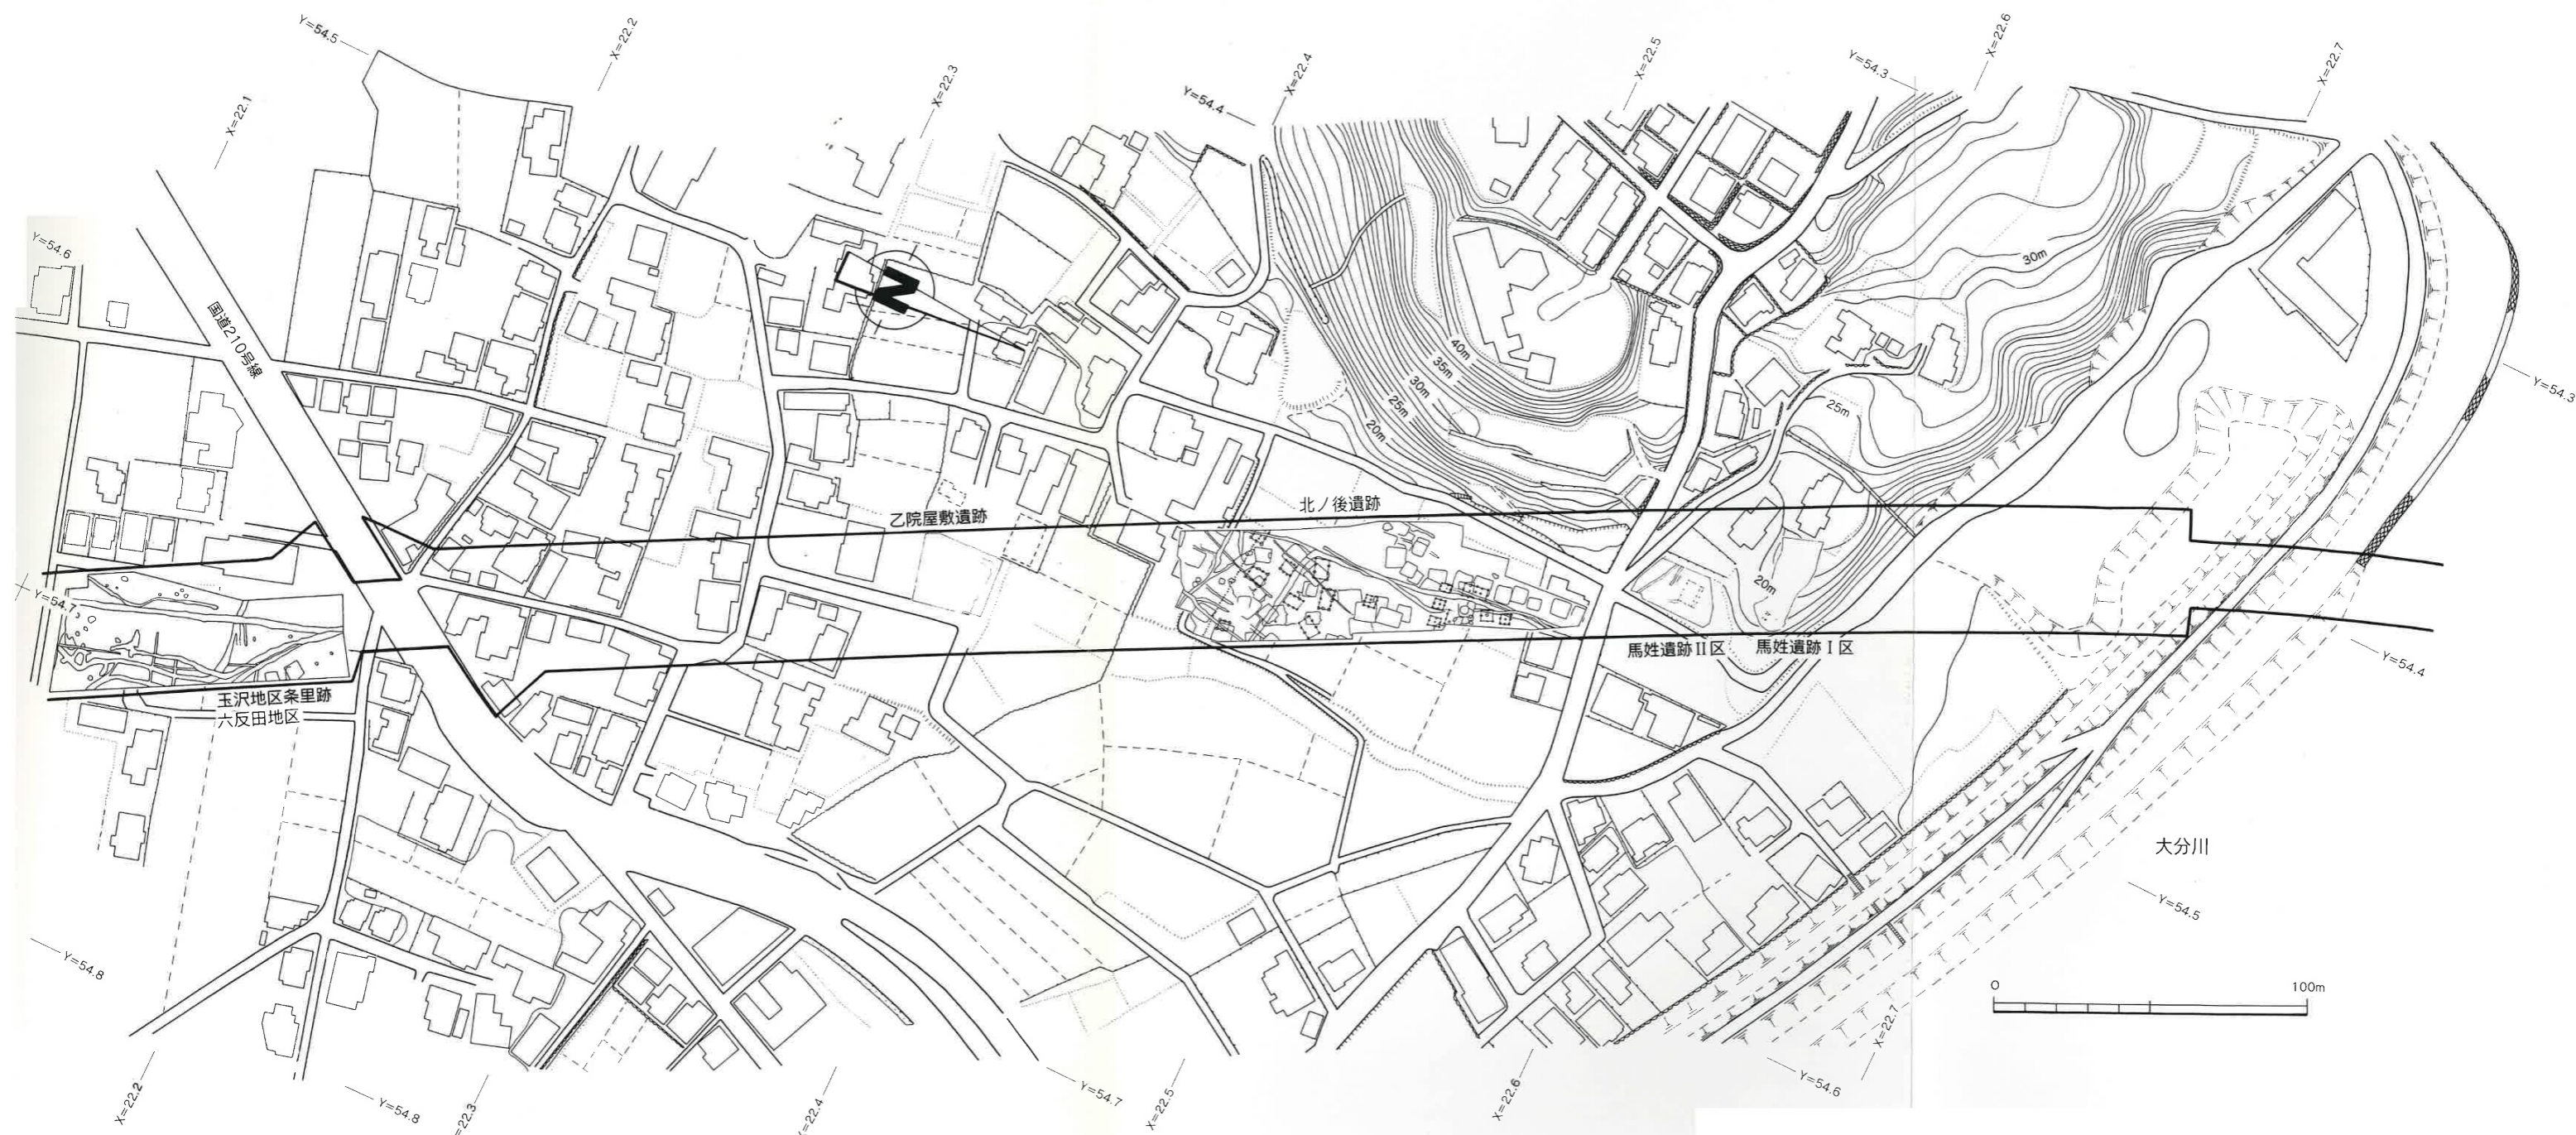 Y=54.5
X=22.2
X=22.1
X=22.3
Y=54.4
X=22.4
X=22.5
Y=54.3
X=22.6
X=22.7
Y=54.6
N
国道210号線
30m
40m
35m
30m
25m
20m
25m
Y=54.3
乙院屋敷遺跡
北ノ後遺跡
20m
Y=54.7
馬姓遺跡Ⅱ区
馬姓遺跡Ⅰ区
Y=54.4
玉沢地区条里跡
六反田地区
大分川
Y=54.5
Y=54.8
0
100m
X=22.7
Y=54.6
X=22.2
Y=54.8
X=22.3
X=22.4
Y=54.7
X=22.5
X=22.6